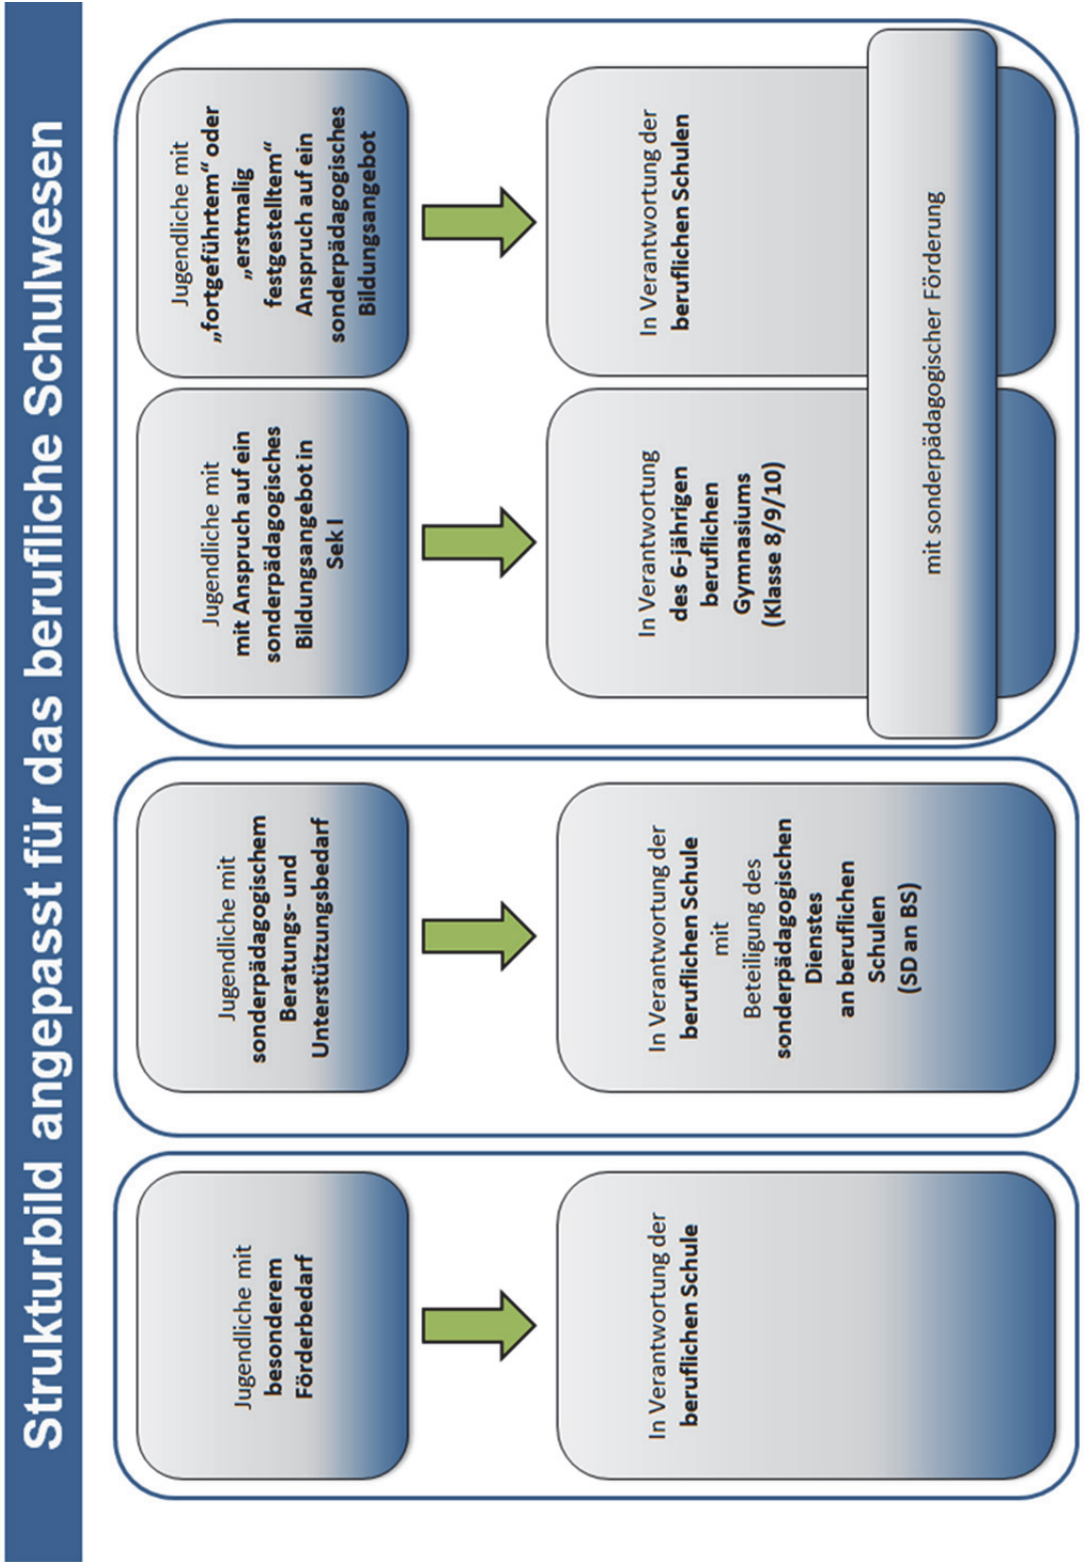 Strukturbild angepasst für das berufliche Schulwesen
Jugendliche mit
besonderem
Förderbedarf
In Verantwortung der
beruflichen Schule
Jugendliche mit
sonderpädagogischem
Beratungs- und
Unterstützungsbedarf
In Verantwortung der
beruflichen Schule
mit
Beteiligung des
sonderpädagogischen
Dienstes
an beruflichen
Schulen
(SD an BS)
Jugendliche mit
mit Anspruch auf ein
sonderpädagogisches
Bildungsangebot in
Sek I
In Verantwortung
des 6-jährigen
beruflichen
Gymnasiums
(Klasse 8/9/10)
Jugendliche mit
„fortgeführtem“ oder
„erstmalig
festgestelltem“
Anspruch auf ein
sonderpädagogisches
Bildungsangebot
In Verantwortung der
beruflichen Schulen
mit sonderpädagogischer Förderung